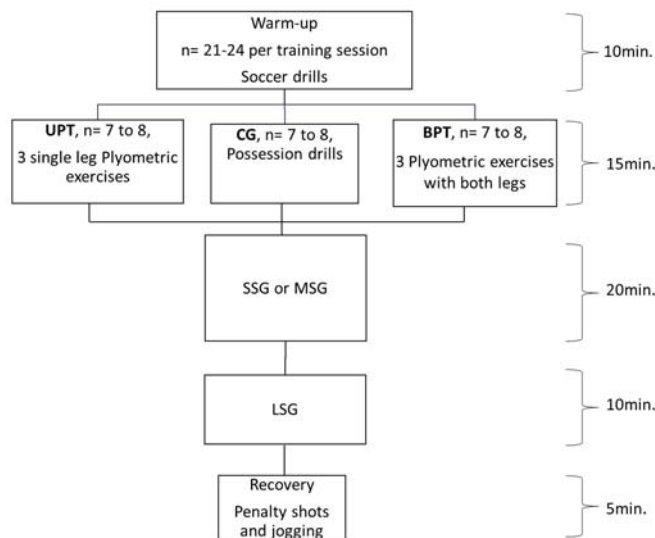 Warm-up
n= 21-24 per training session
Soccer drills
10min.
UPT, n= 7 to 8,
3 single leg Plyometric
exercises
CG, n= 7 to 8,
Possession drills
BPT, n= 7 to 8,
3 Plyometric exercises
with both legs
15min.
SSG or MSG
20min.
LSG
10min.
Recovery
Penalty shots
and jogging
5min.